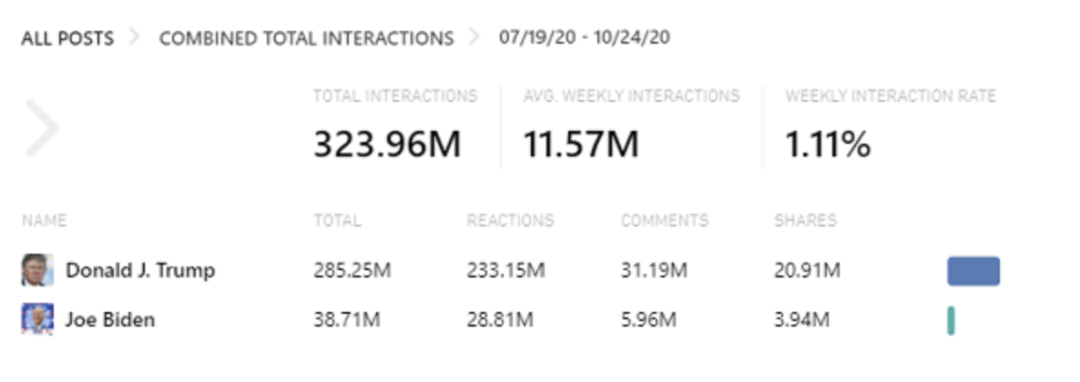 ALL POSTS > COMBINED TOTAL INTERACTIONS > 07/19/20 - 10/24/20
TOTAL INTERACTIONS AVG. WEEKLY INTERACTIONS WEEKLY INTERACTION RATE
323.96M 11.57M 1.11%
NAME TOTAL REACTIONS COMMENTS SHARES
Donald J. Trump 285.25M 233.15M 31.19M 20.91M
Joe Biden 38.71M 28.81M 5.96M 3.94M